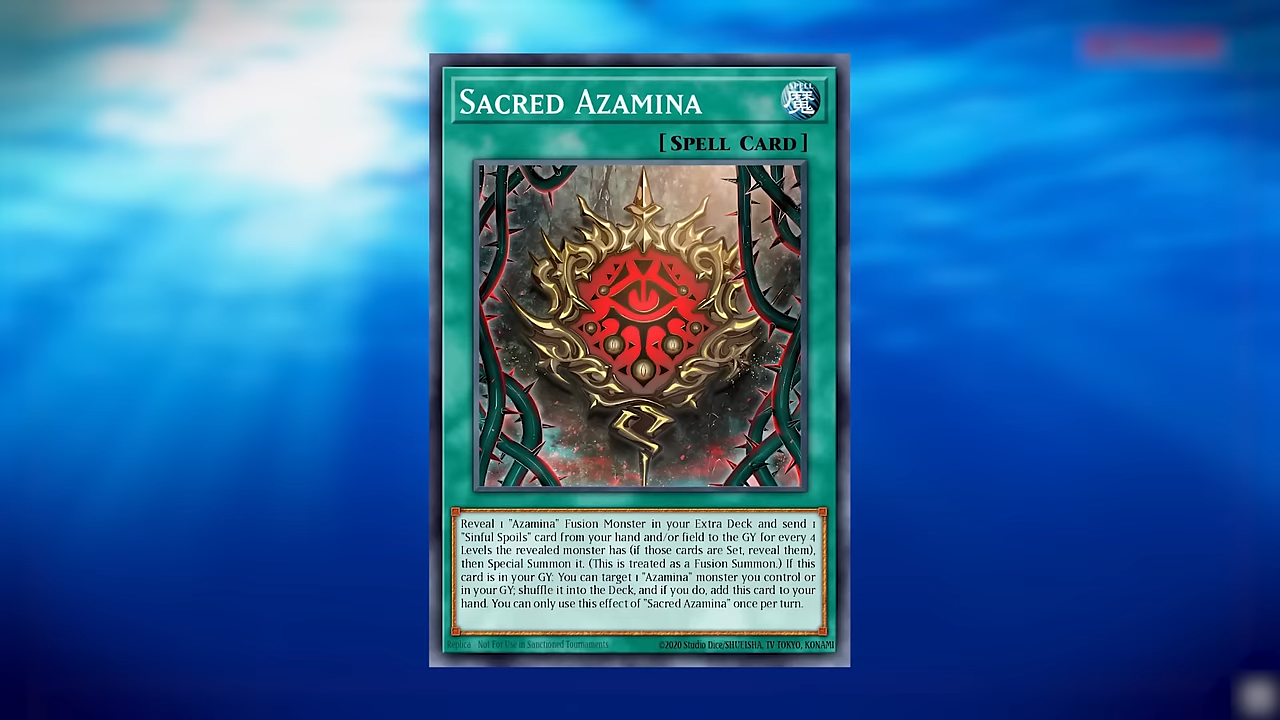 SACRED AZAMINA
魔
[SPELL CARD]
Reveal 1 "Azamina" Fusion Monster in your Extra Deck and send 1
"Sinful Spoils" card from your hand and/or field to the GY for every 4
Levels the revealed monster has (if those cards are Set, reveal them),
then Special Summon it. (This is treated as a Fusion Summon.) If this
card is in your GY: You can target 1 "Azamina" monster you control or
in your GY; shuffle it into the Deck, and if you do, add this card to your
hand. You can only use this effect of "Sacred Azamina" once per turn.
Replica Not For Use in Sanctioned Tournaments
©2020 Studio Dice/SHUEISHA, TV TOKYO, KONAMI